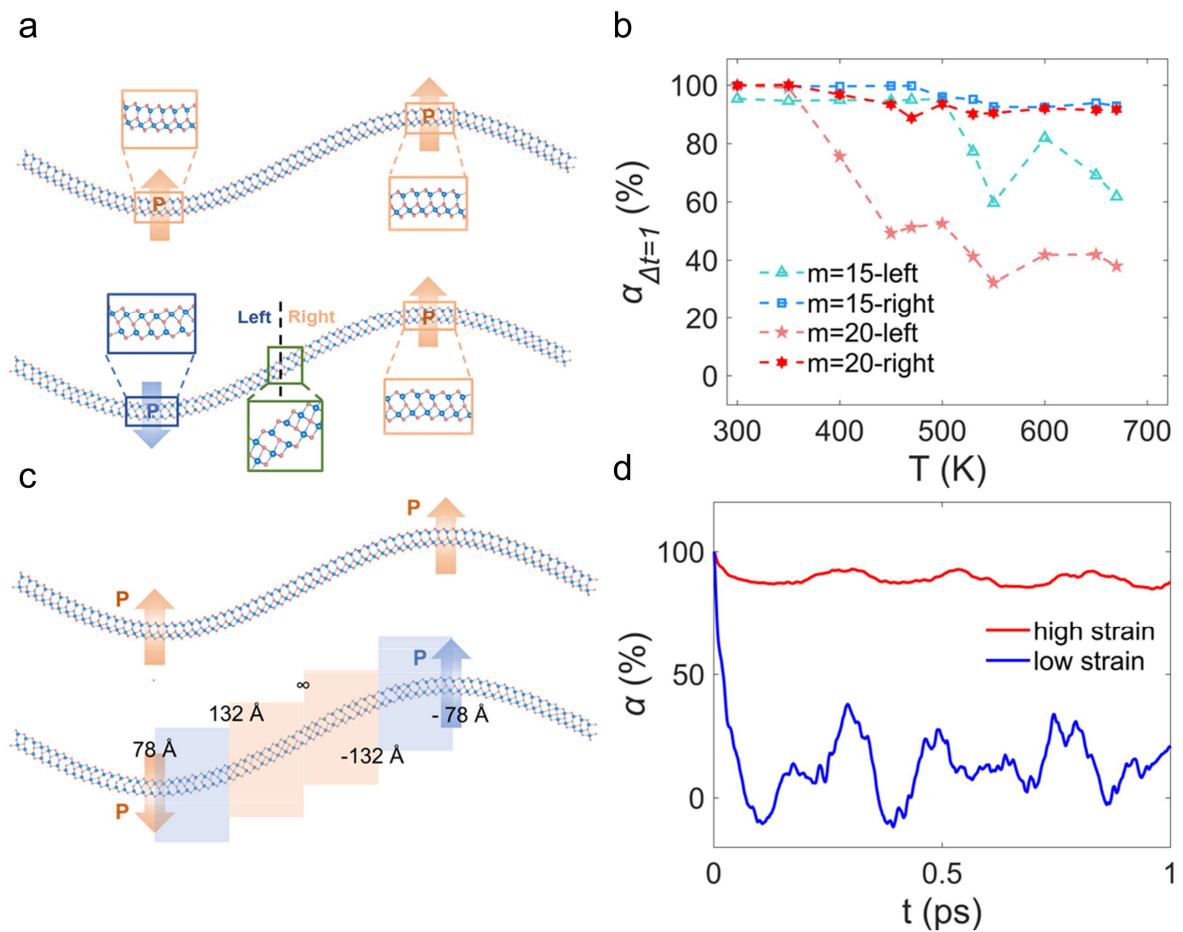 a
P
P
Left
Right
P
P
b
100
80
60
40
20
0
α Δt=1 (%)
m=15-left
m=15-right
m=20-left
m=20-right
300
400
500
600
700
T (K)
c
P
P
P
∞
132 Å
78 Å
- 78 Å
-132 Å
P
d
100
50
0
α (%)
high strain
low strain
0
0.5
1
t (ps)